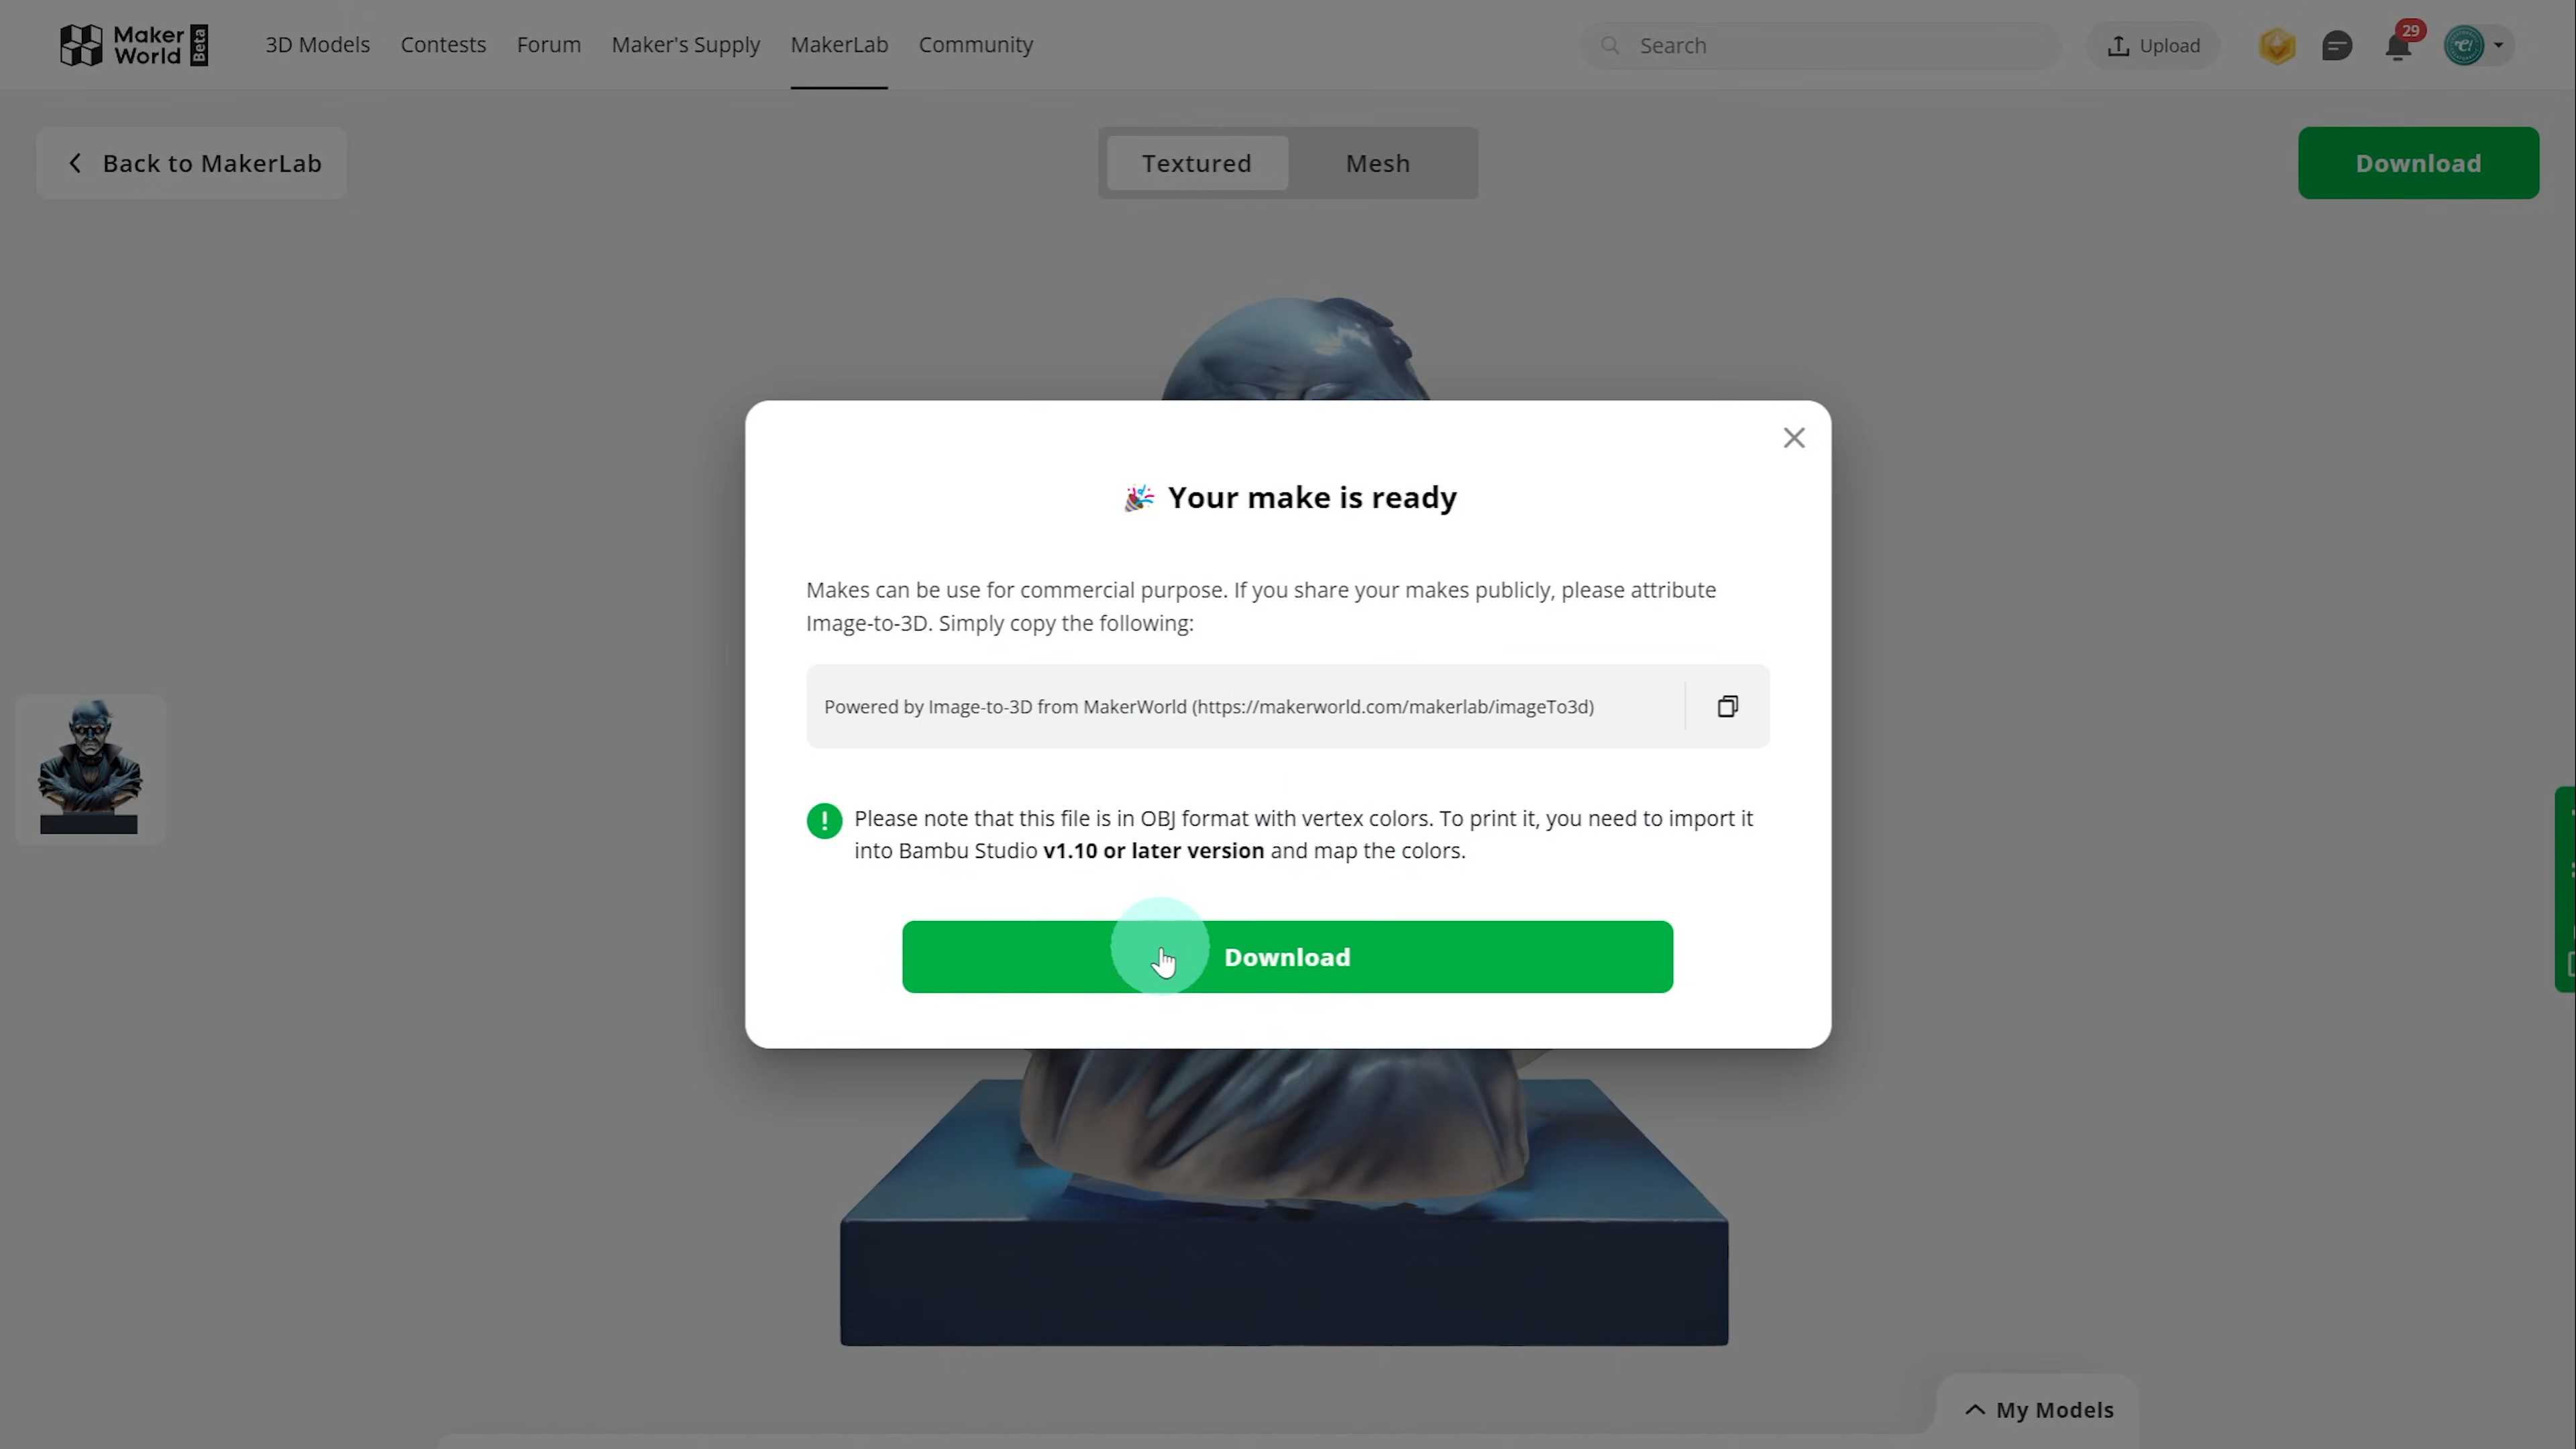 Maker World Beta
3D Models Contests Forum Maker's Supply MakerLab Community
Search
Upload
29
Back to MakerLab
Textured Mesh
Download
🎉 Your make is ready
Makes can be use for commercial purpose. If you share your makes publicly, please attribute
Image-to-3D. Simply copy the following:
Powered by Image-to-3D from MakerWorld (https://makerworld.com/makerlab/imageTo3d)
Please note that this file is in OBJ format with vertex colors. To print it, you need to import it
into Bambu Studio v1.10 or later version and map the colors.
Download
My Models